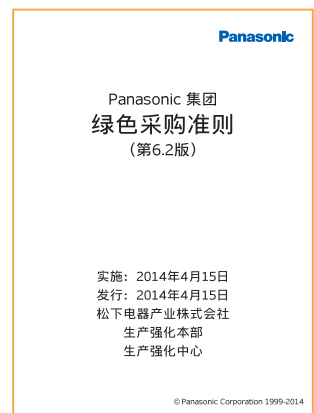 Panasonic
Panasonic 集团
绿色采购准则
（第6.2版）
实施：2014年4月15日
发行：2014年4月15日
松下电器产业株式会社
生产强化本部
生产强化中心
© Panasonic Corporation 1999-2014